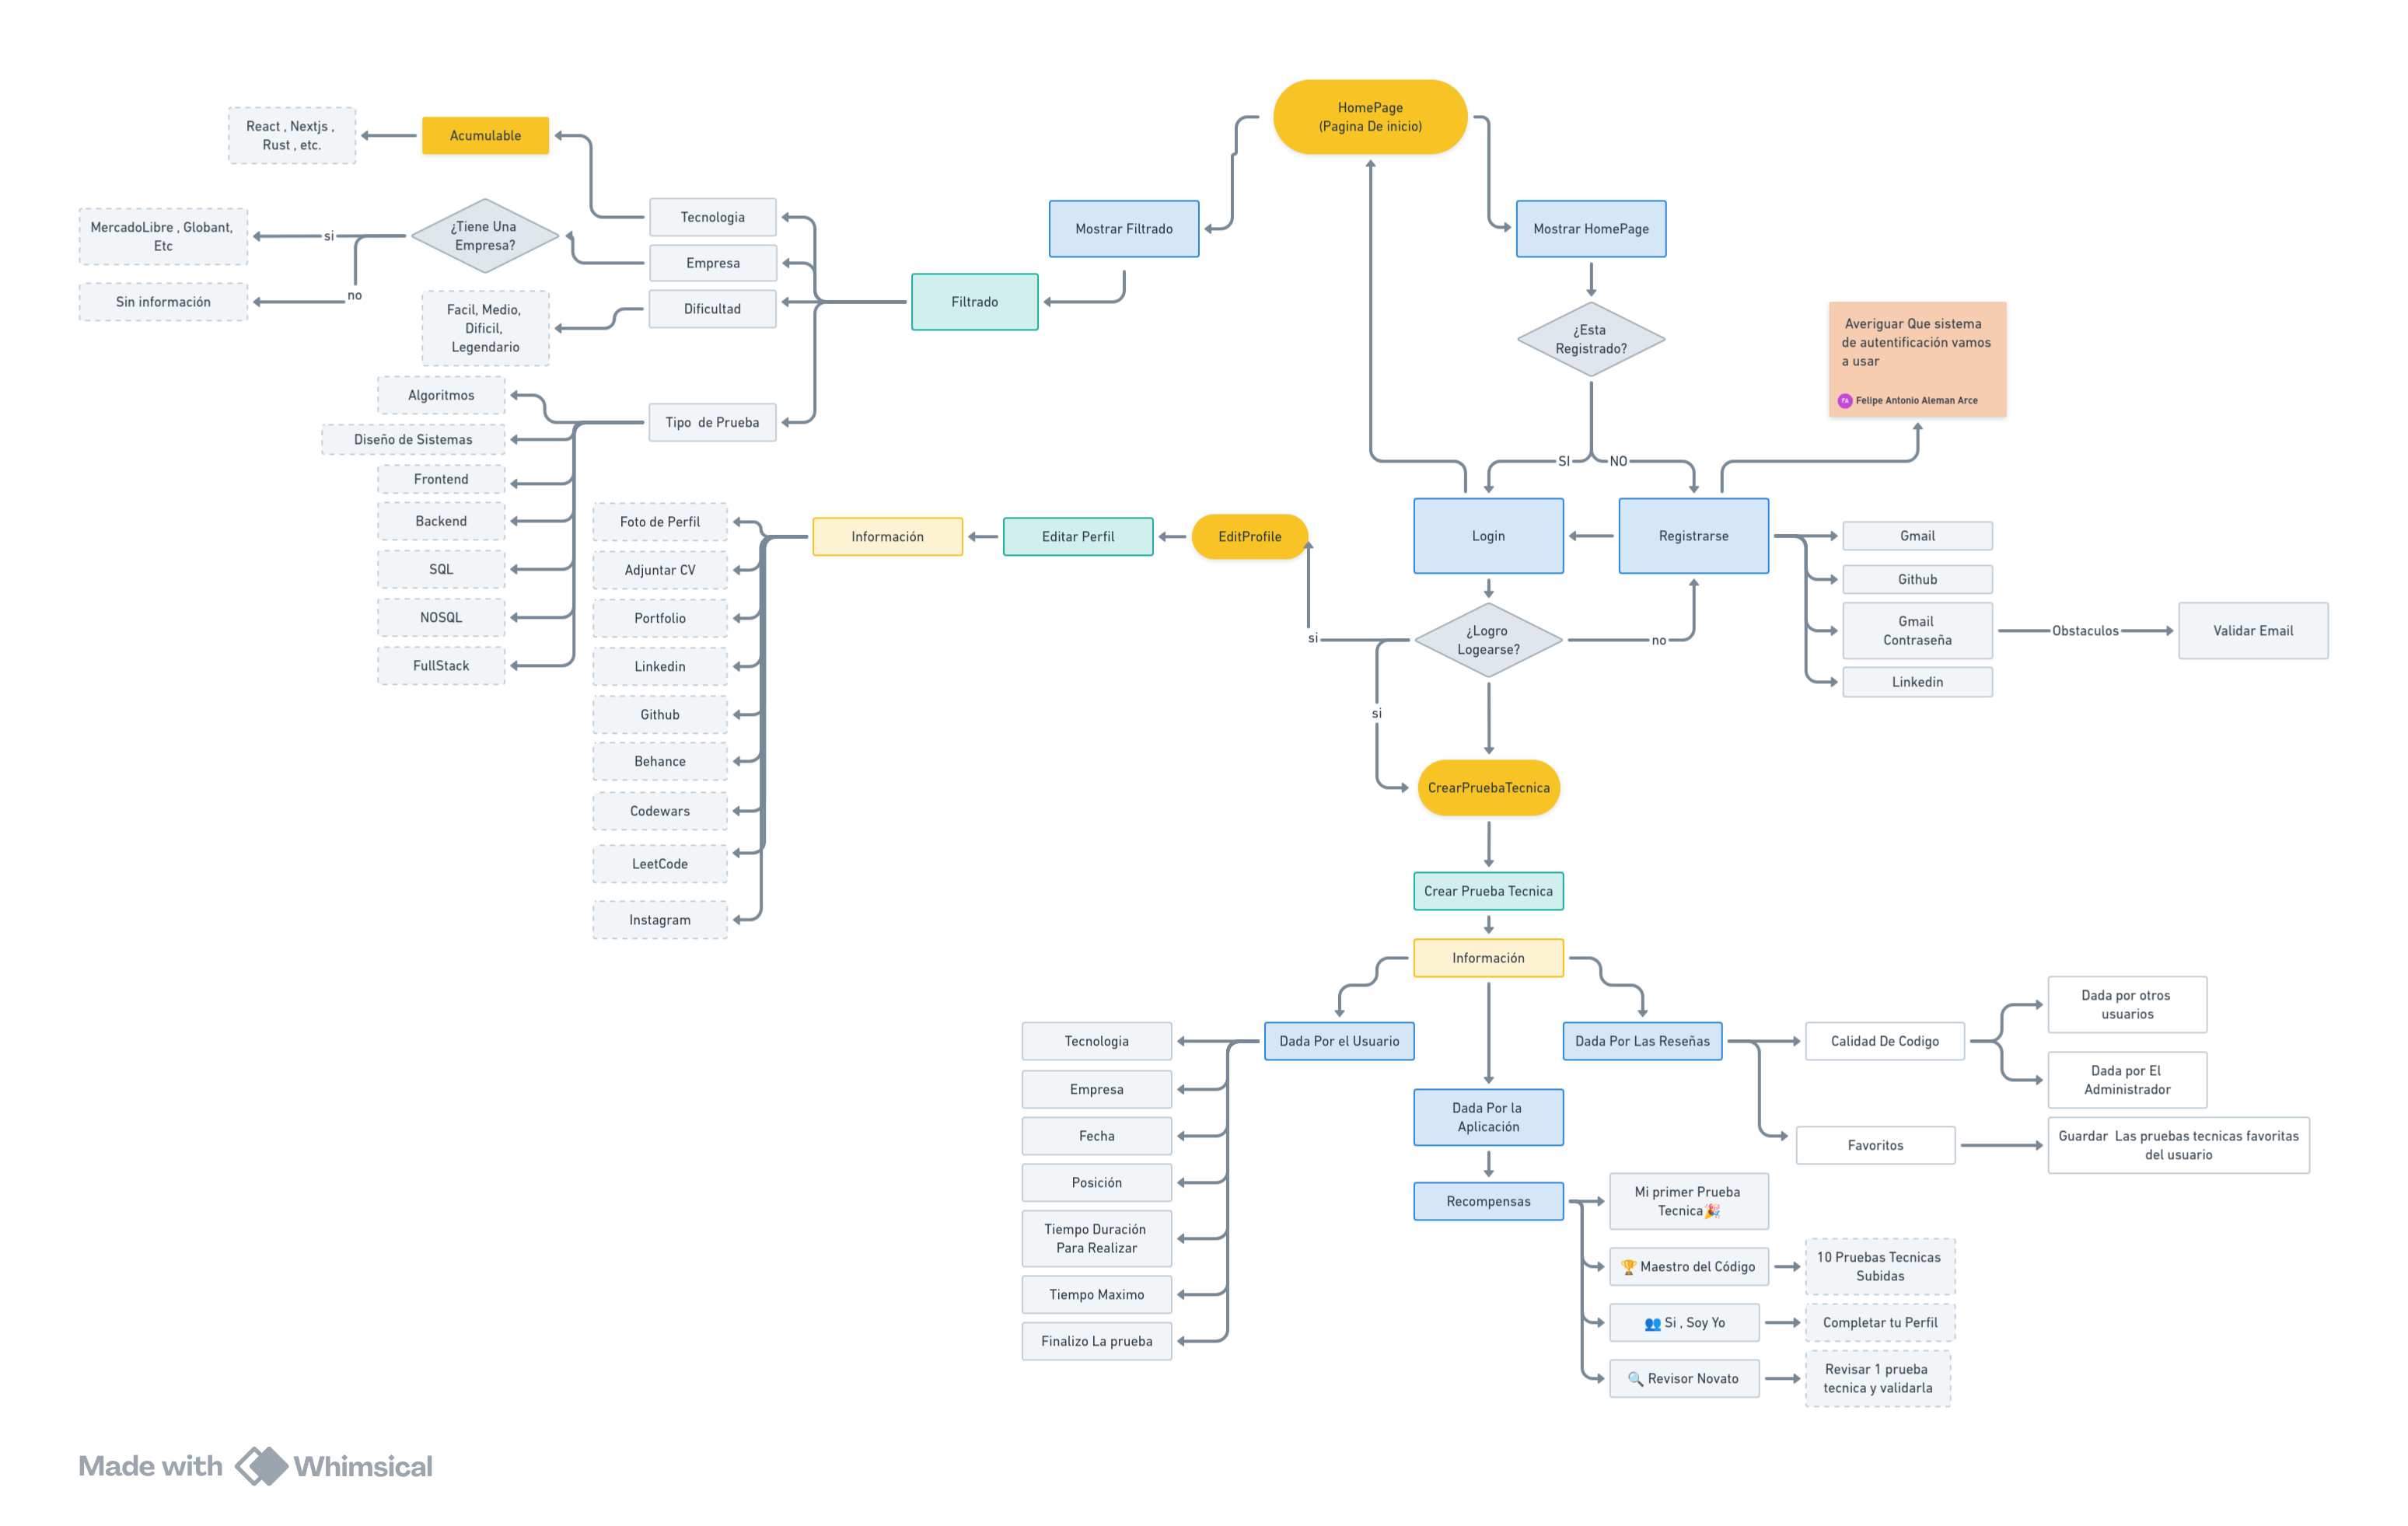 HomePage
(Pagina De inicio)
React , Nextjs ,
Rust , etc.
Acumulable
Tecnologia
Mostrar Filtrado
Mostrar HomePage
MercadoLibre , Globant,
Etc
si
¿Tiene Una
Empresa?
Empresa
Sin información
no
Facil, Medio,
Dificil,
Legendario
Dificultad
Filtrado
¿Esta
Registrado?
Averiguar Que sistema
de autentificación vamos
a usar
FA
Felipe Antonio Aleman Arce
Algoritmos
Tipo  de Prueba
Diseño de Sistemas
Frontend
Backend
SQL
NOSQL
FullStack
SI
NO
Foto de Perfil
Información
Editar Perfil
EditProfile
Login
Registrarse
Gmail
Adjuntar CV
Github
Portfolio
Gmail
Contraseña
Obstaculos
Validar Email
Linkedin
si
¿Logro
Logearse?
no
Linkedin
Github
si
Behance
CrearPruebaTecnica
Codewars
LeetCode
Crear Prueba Tecnica
Instagram
Información
Dada por otros
usuarios
Tecnologia
Dada Por el Usuario
Dada Por Las Reseñas
Calidad De Codigo
Empresa
Dada por El
Administrador
Dada Por la
Aplicación
Fecha
Favoritos
Guardar  Las pruebas tecnicas favoritas
del usuario
Posición
Recompensas
Mi primer Prueba
Tecnica🎉
Tiempo Duración
Para Realizar
🏆 Maestro del Código
10 Pruebas Tecnicas
Subidas
Tiempo Maximo
👥 Si , Soy Yo
Completar tu Perfil
Finalizo La prueba
🔍 Revisor Novato
Revisar 1 prueba
tecnica y validarla
Made with Whimsical